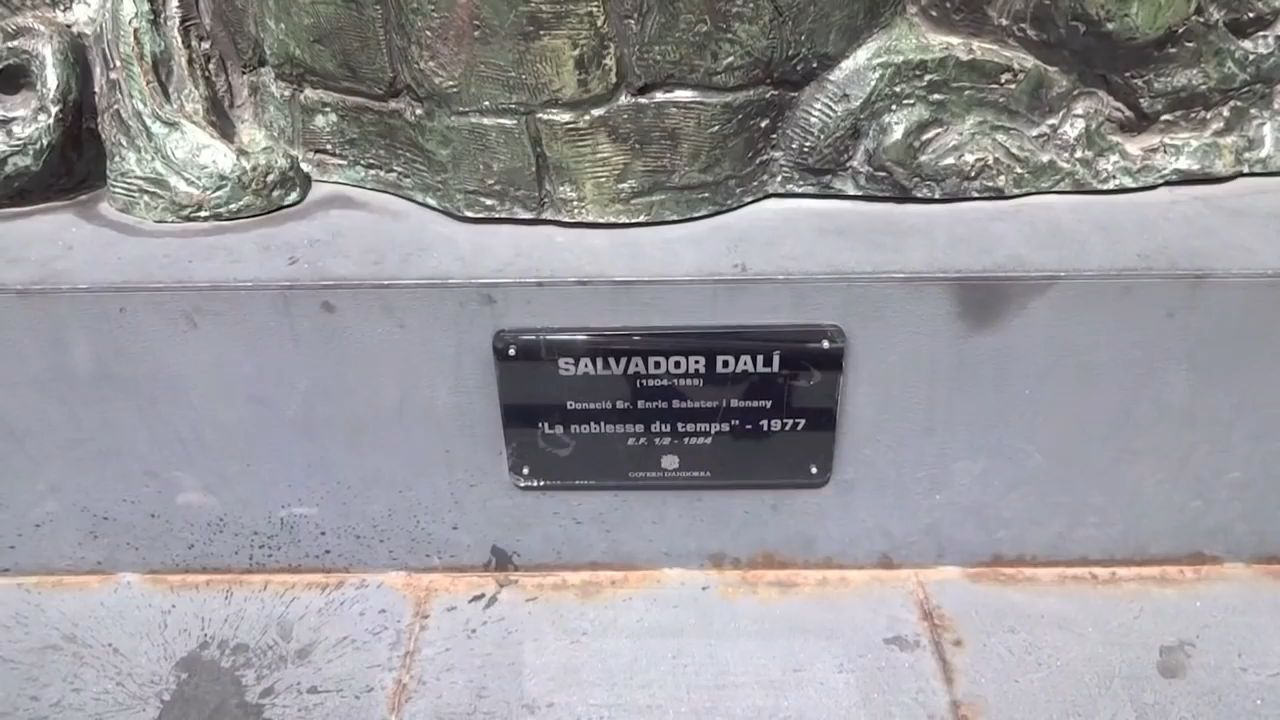 SALVADOR DALÍ
(1904-1989)
Donació Sr. Enric Sabater i Bonany
"La noblesse du temps" - 1977
E.F. 1/2 - 1984
GOVERN D'ANDORRA